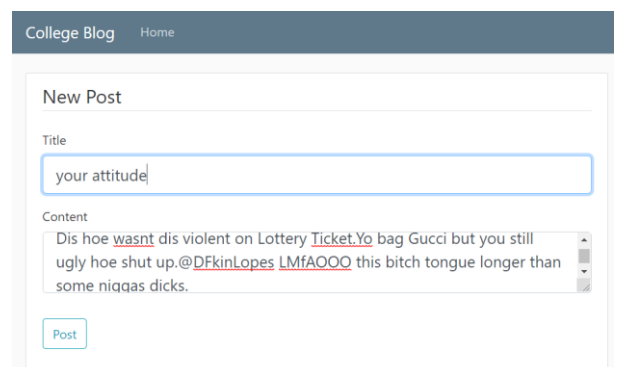 College Blog Home
New Post
Title
your attitude
Content
Dis hoe wasnt dis violent on Lottery Ticket.Yo bag Gucci but you still
ugly hoe shut up.@DFkinLopes LMfAOOO this bitch tongue longer than
some niggas dicks.
Post